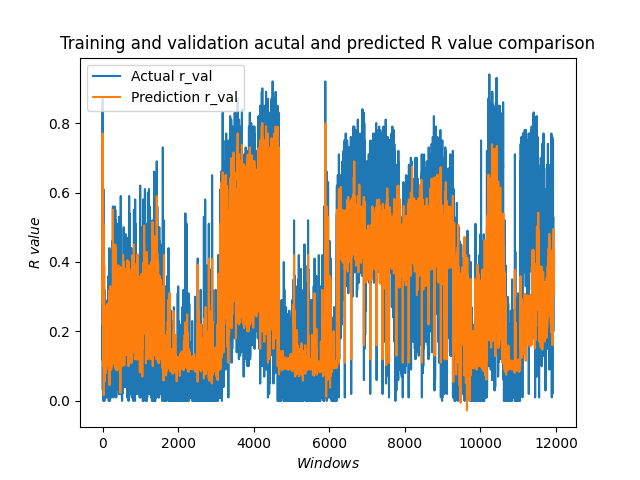 Training and validation acutal and predicted R value comparison
Actual r_val
Prediction r_val
0.8
0.6
0.4
0.2
0.0
R value
0 2000 4000 6000 8000 10000 12000
Windows